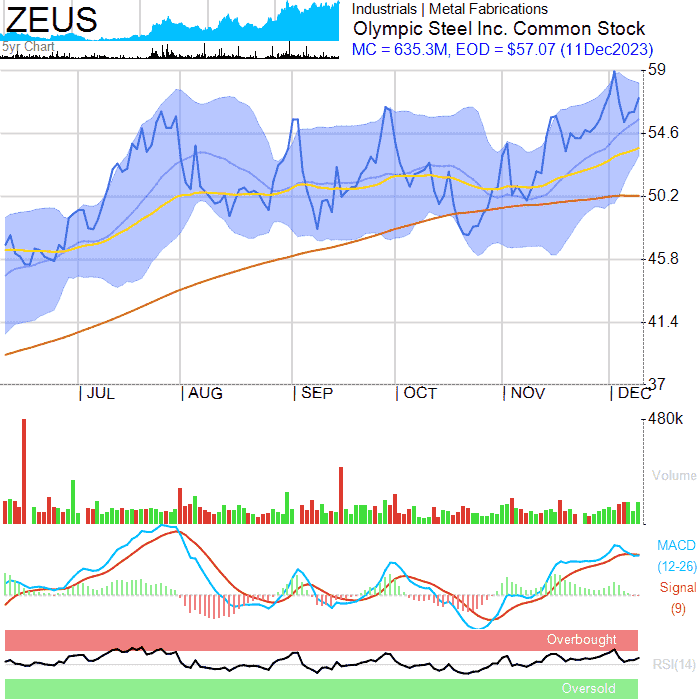 ZEUS
5yr Chart
Industrials | Metal Fabrications
Olympic Steel Inc. Common Stock
MC = 635.3M, EOD = $57.07 (11Dec2023)
59
54.6
50.2
45.8
41.4
37
JUL AUG SEP OCT NOV DEC
480k
Volume
MACD
(12-26)
Signal
(9)
Overbought
RSI(14)
Oversold